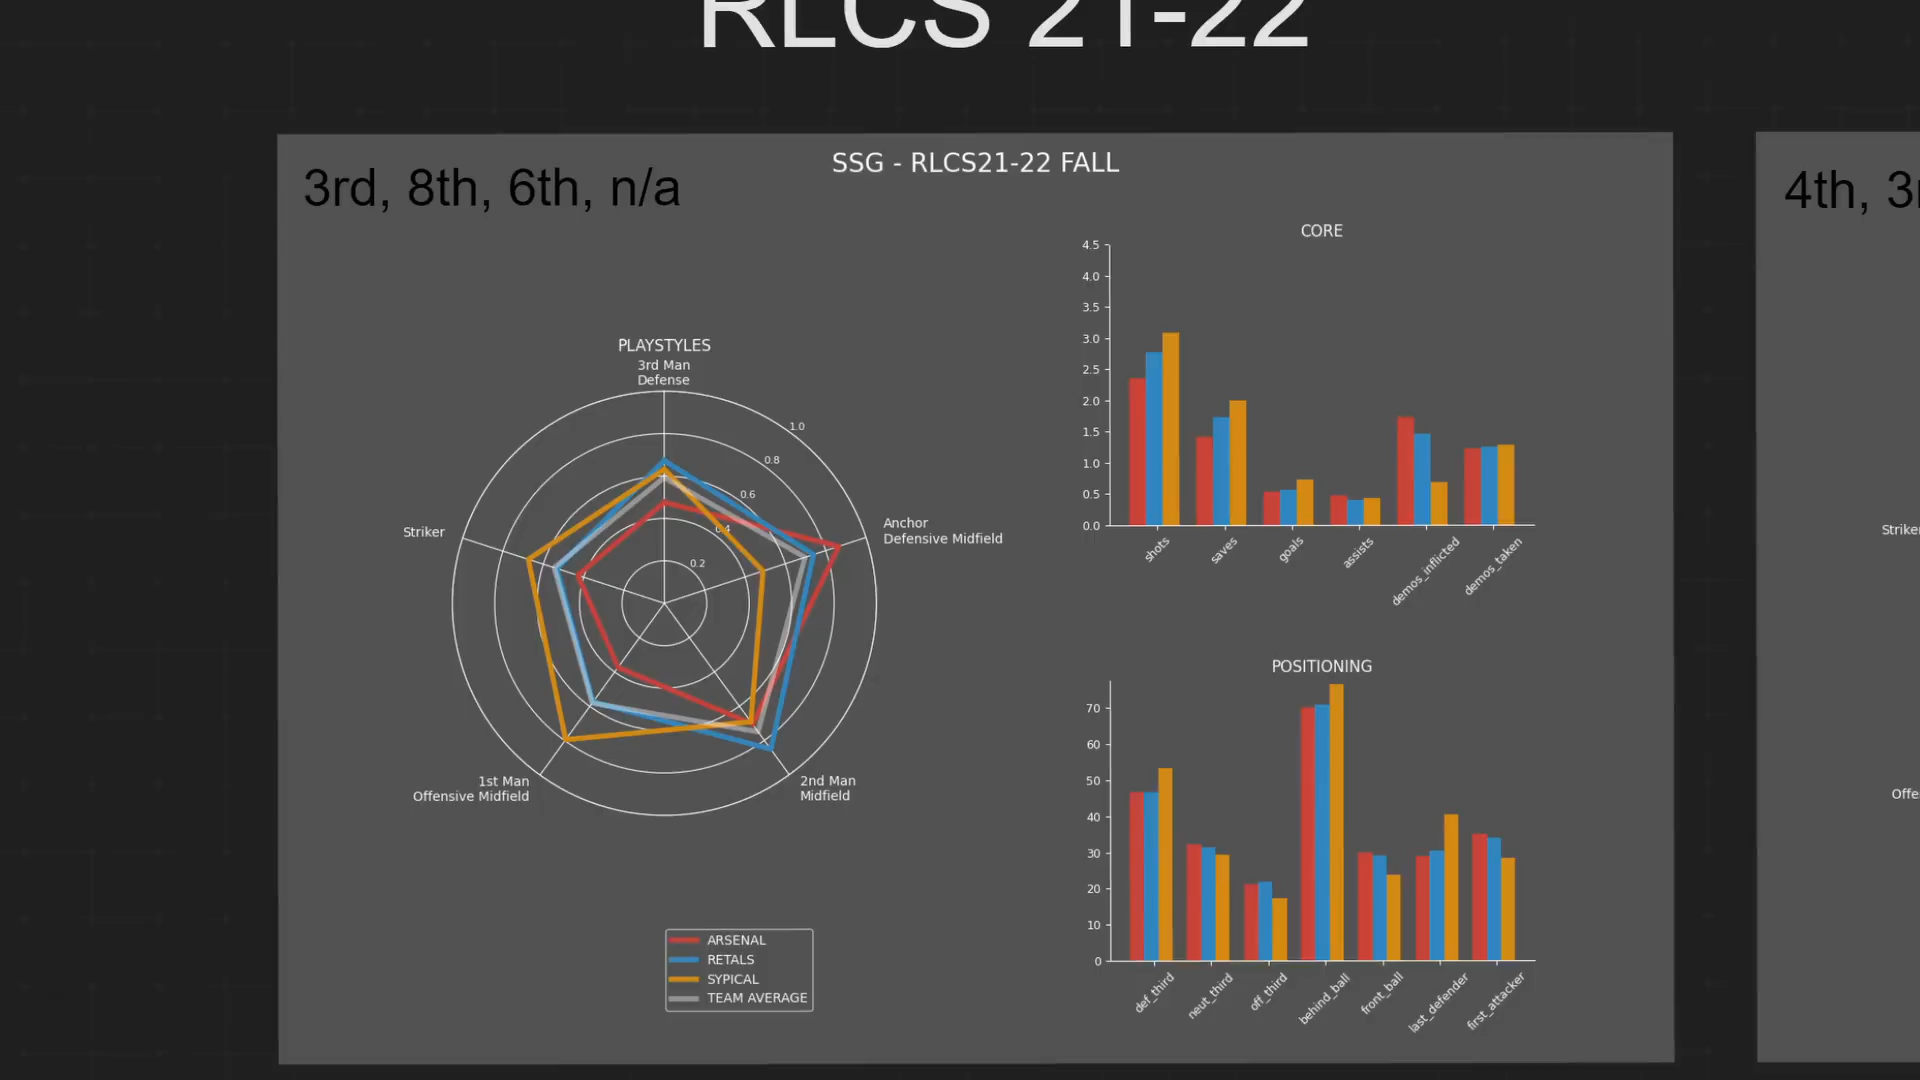 RLCS 21-22
3rd, 8th, 6th, n/a
SSG - RLCS21-22 FALL
PLAYSTYLES
3rd Man
Defense
1.0
0.8
0.6
0.4
0.2
Anchor
Defensive Midfield
Striker
1st Man
Offensive Midfield
2nd Man
Midfield
ARSENAL
RETALS
SYPICAL
TEAM AVERAGE
CORE
4.5
4.0
3.5
3.0
2.5
2.0
1.5
1.0
0.5
0.0
shots
saves
goals
assists
demos_inflicted
demos_taken
POSITIONING
70
60
50
40
30
20
10
0
def_third
neut_third
off_third
behind_ball
front_ball
last_defender
first_attacker
4th,
Striker